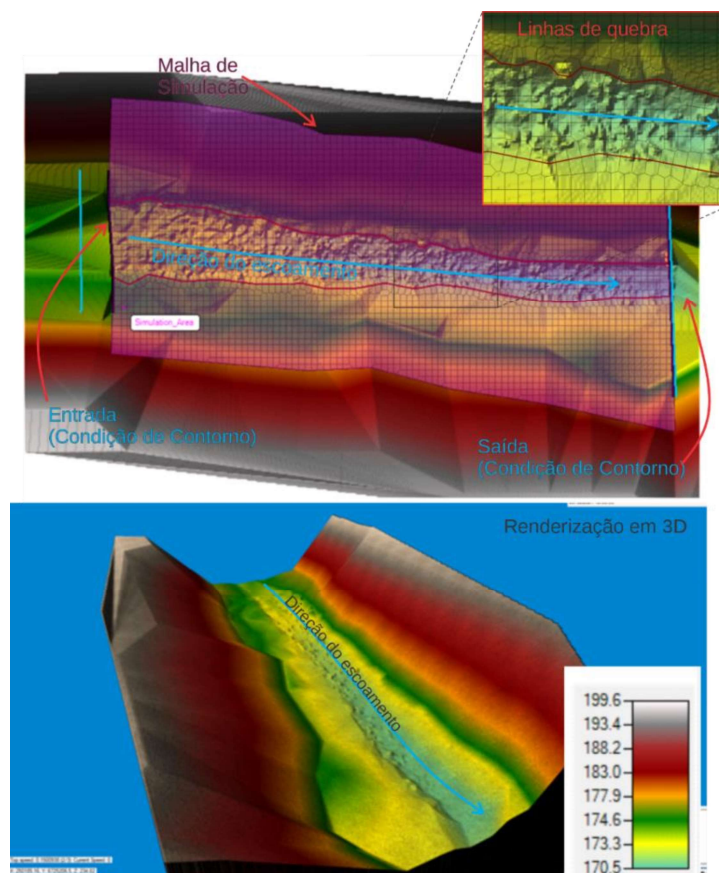 Linhas de quebra
Malha de
Simulação
Direção do escoamento
Simulation_Area
Entrada
(Condição de Contorno)
Saída
(Condição de Contorno)
Renderização em 3D
Direção do escoamento
199.6
193.4
188.2
183.0
177.9
174.6
173.3
170.5